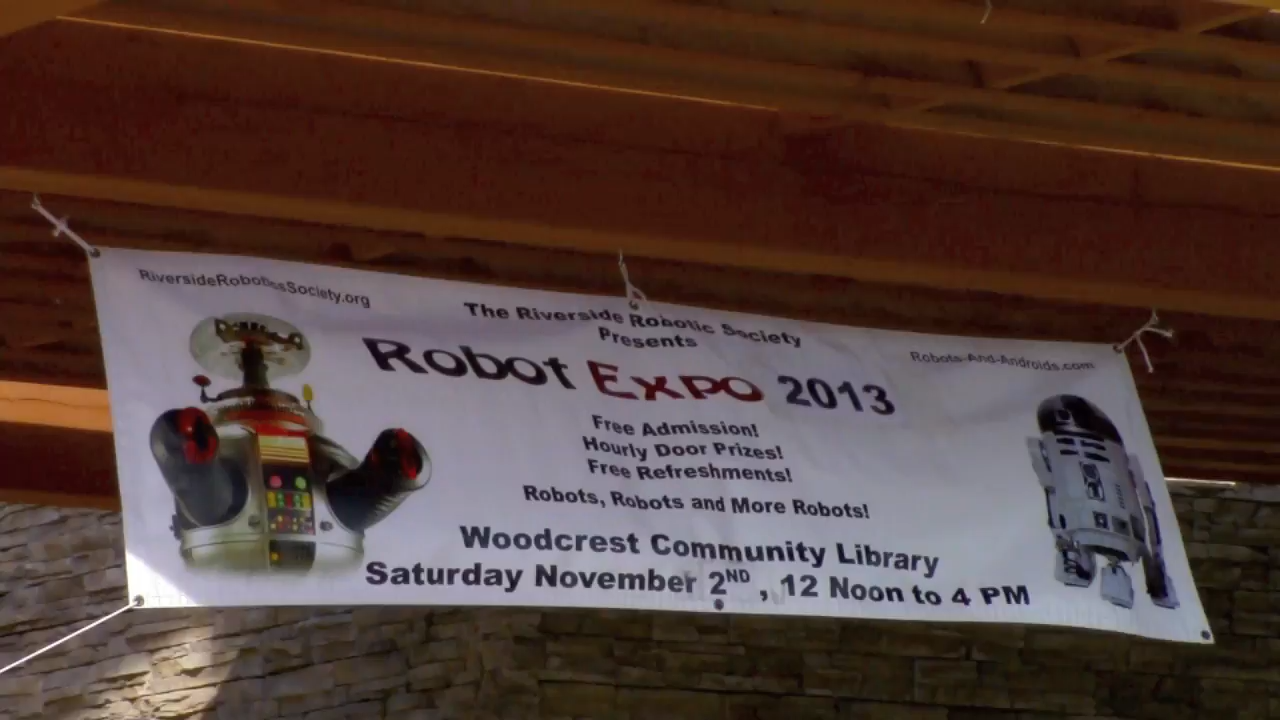 RiversideRoboticsSociety.org
The Riverside Robotic Society
Presents
Robots-And-Androids.com
Robot Expo 2013
Free Admission!
Hourly Door Prizes!
Free Refreshments!
Robots, Robots and More Robots!
Woodcrest Community Library
Saturday November 2ND , 12 Noon to 4 PM